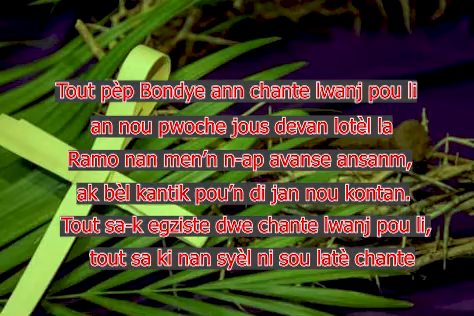 Tout pèp Bondye ann chante lwanj pou li
an nou pwoche jous devan lotèl la
Ramo nan men’n n-ap avanse ansanm,
ak bèl kantik pou’n di jan nou kontan.
Tout sa-k egziste dwe chante lwanj pou li,
tout sa ki nan syèl ni sou latè chante